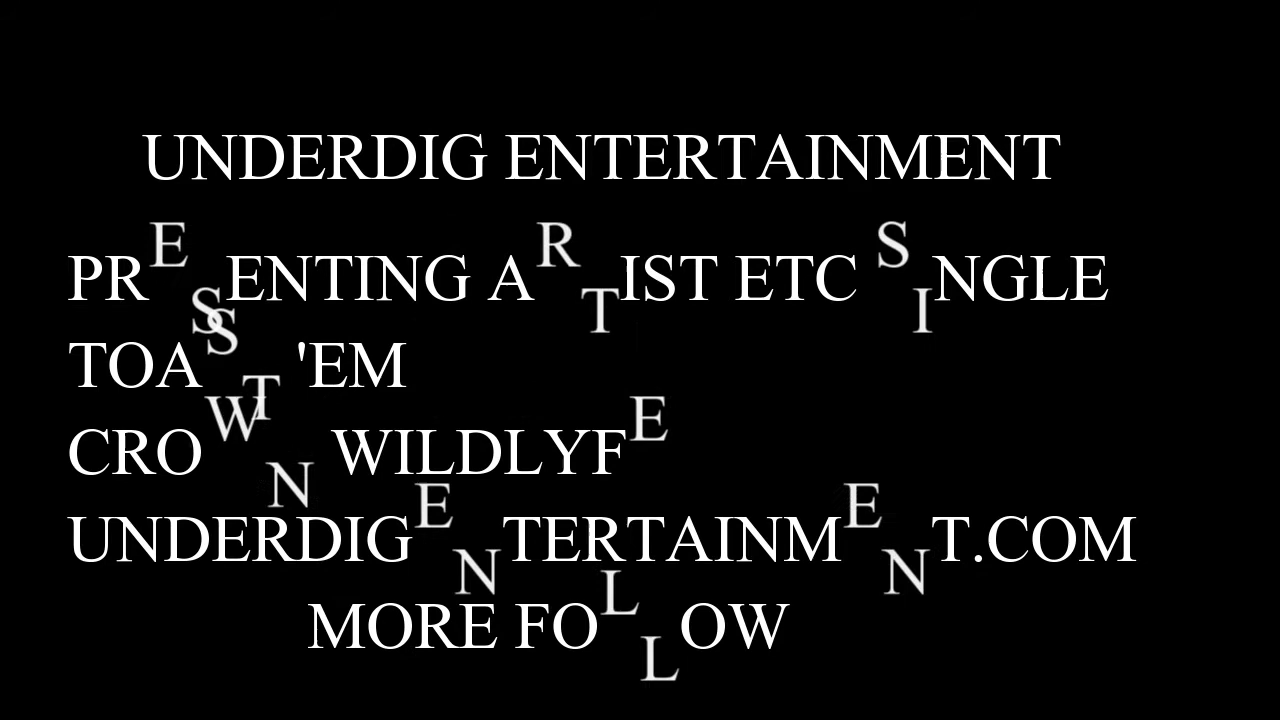 UNDERDIG ENTERTAINMENT
PRESENTING ARTIST ETC SINGLE
TOAST 'EM
CROWN WILDLYFE
UNDERDIGENTERTAINMENT.COM
MORE FOLLOW